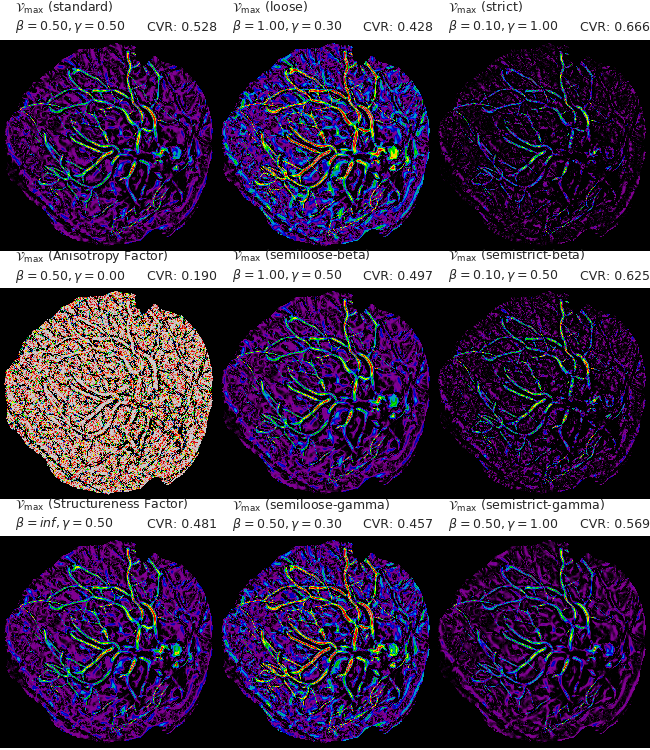 𝒱max (standard) 𝒱max (loose) 𝒱max (strict)
β = 0.50, γ = 0.50 CVR: 0.528 β = 1.00, γ = 0.30 CVR: 0.428 β = 0.10, γ = 1.00 CVR: 0.666
𝒱max (Anisotropy Factor) 𝒱max (semiloose-beta) 𝒱max (semistrict-beta)
β = 0.50, γ = 0.00 CVR: 0.190 β = 1.00, γ = 0.50 CVR: 0.497 β = 0.10, γ = 0.50 CVR: 0.625
𝒱max (Structureness Factor) 𝒱max (semiloose-gamma) 𝒱max (semistrict-gamma)
β = inf, γ = 0.50 CVR: 0.481 β = 0.50, γ = 0.30 CVR: 0.457 β = 0.50, γ = 1.00 CVR: 0.569